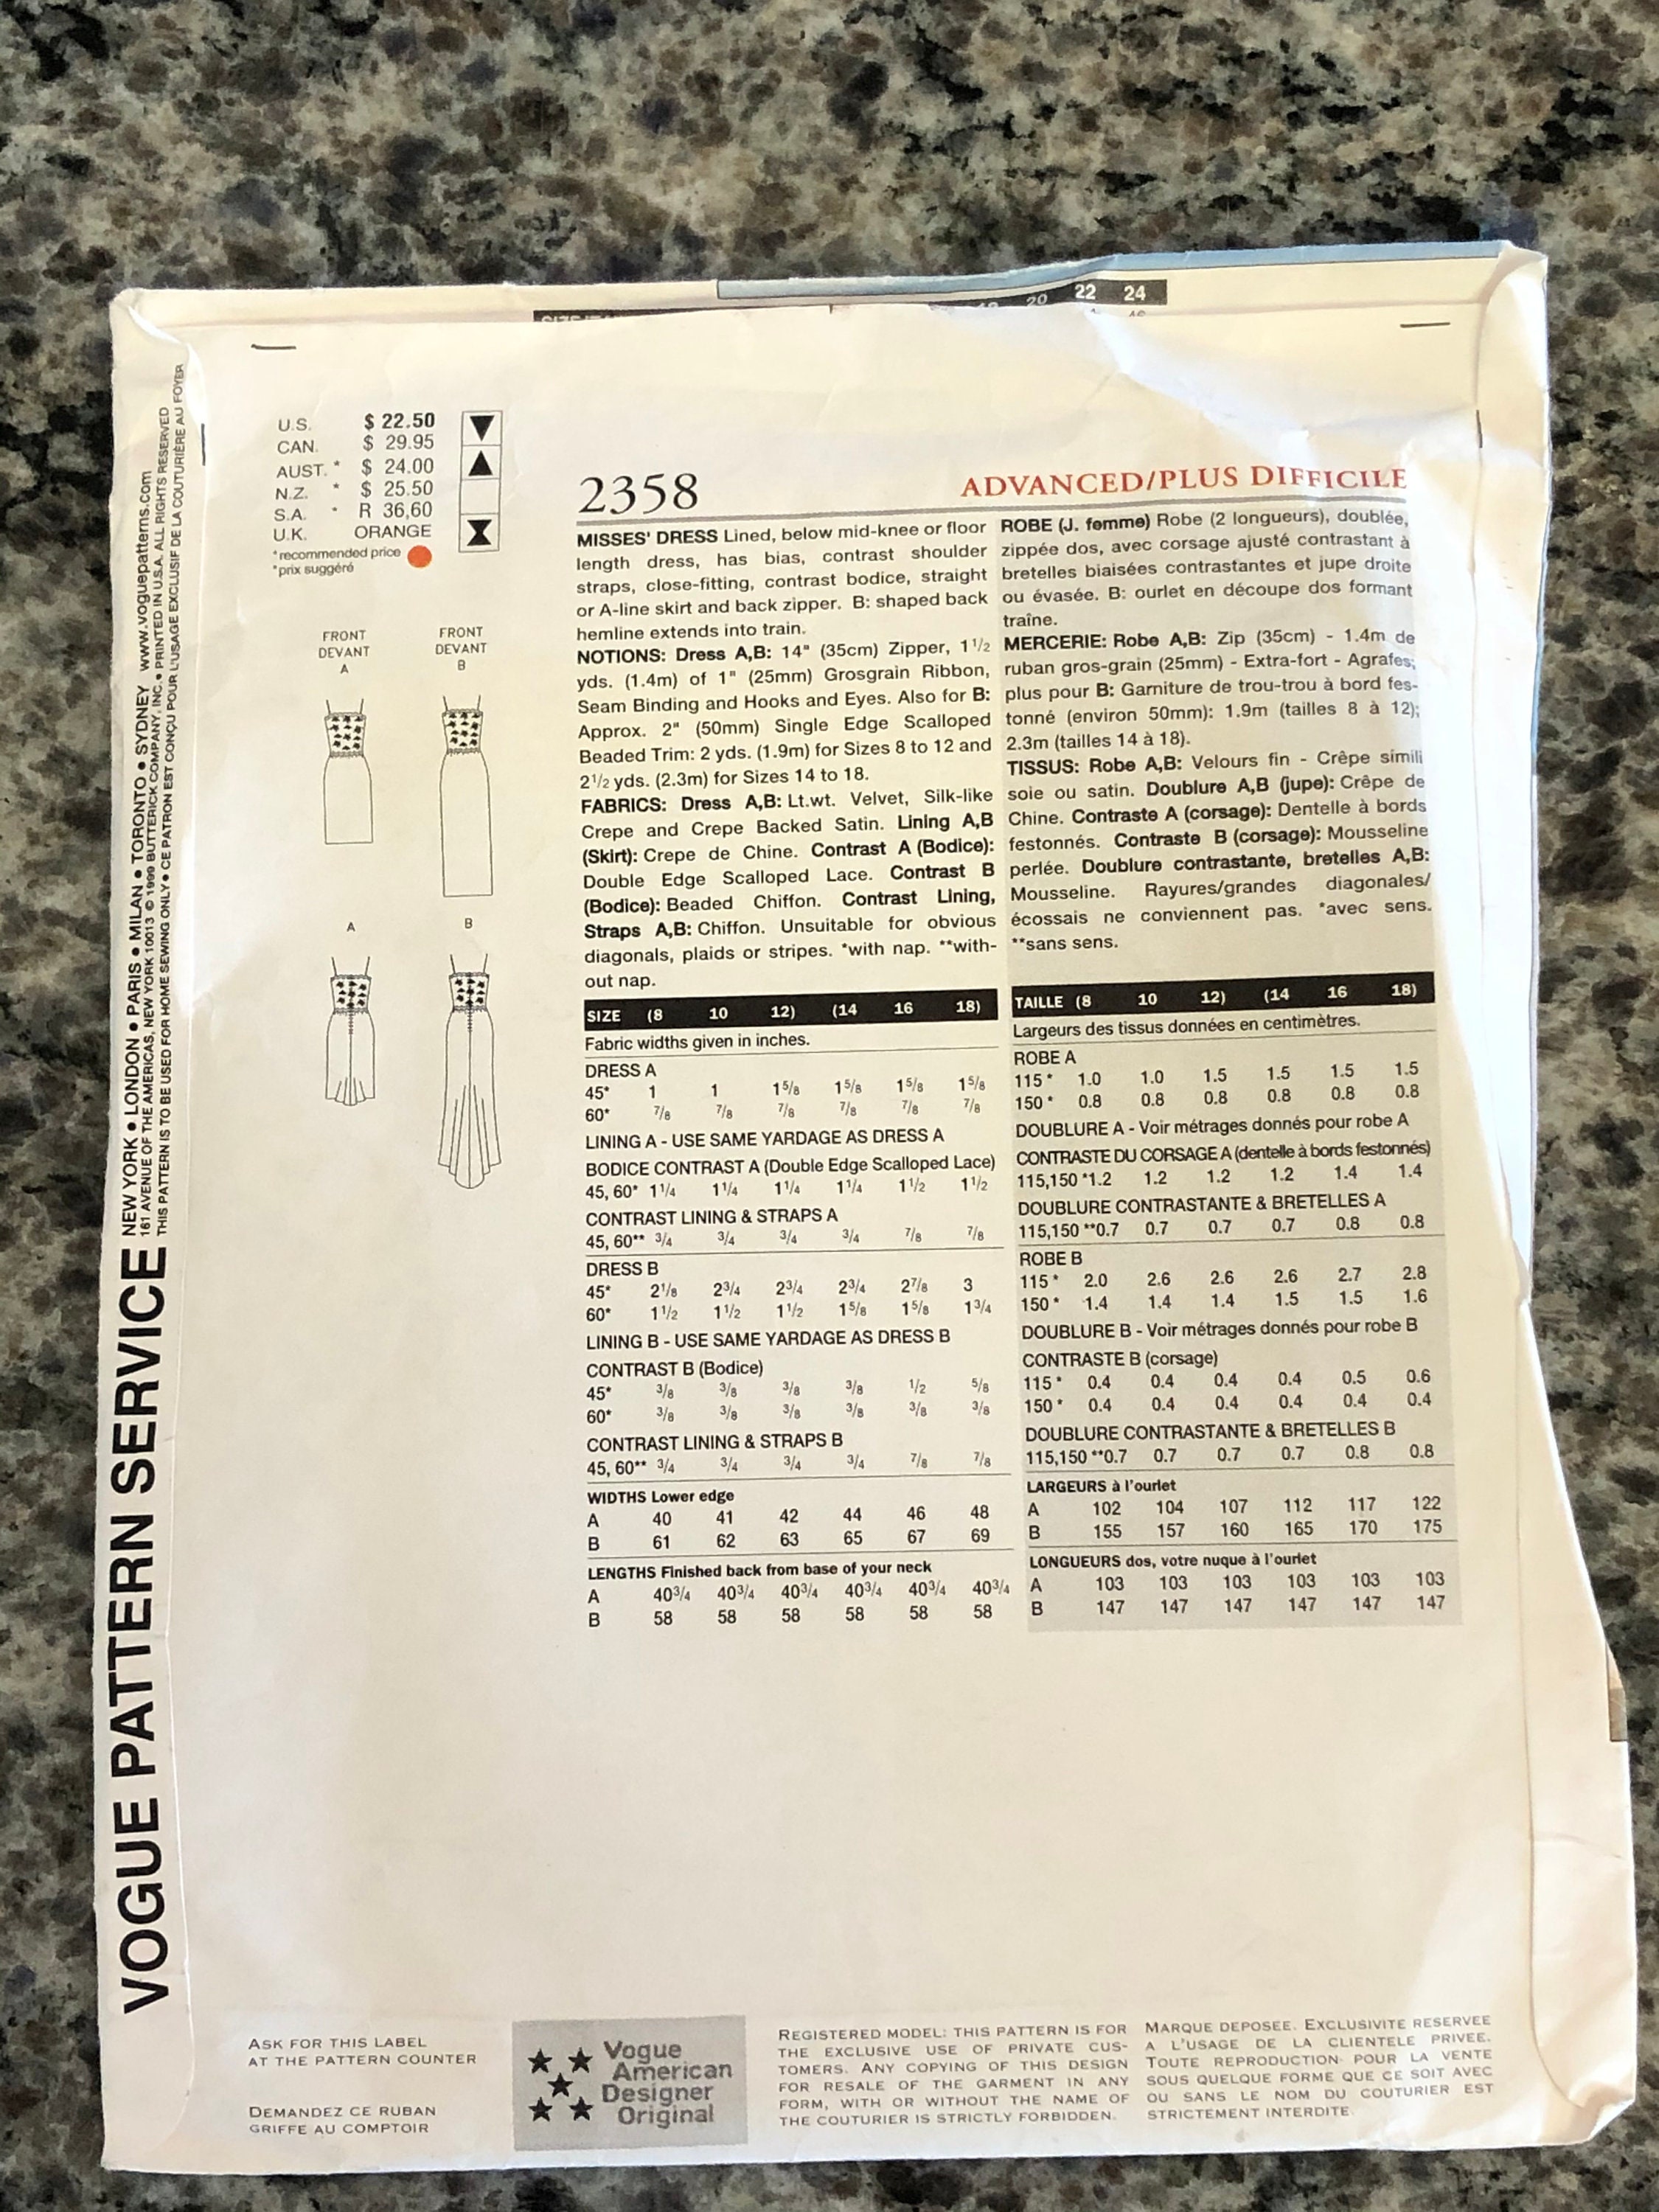 22 24
20
U.S. $ 22.50
CAN. $ 29.95
AUST. * $ 24.00
N.Z. * $ 25.50
S.A. * R 36,60
U.K. ORANGE
*recommended price
*prix suggéré
FRONT
DEVANT
A
FRONT
DEVANT
B
A
B
2358
ADVANCED/PLUS DIFFICILE
MISSES' DRESS Lined, below mid-knee or floor
length dress, has bias, contrast shoulder
straps, close-fitting, contrast bodice, straight
or A-line skirt and back zipper. B: shaped back
hemline extends into train.
NOTIONS: Dress A,B: 14" (35cm) Zipper, 1 1/2
yds. (1.4m) of 1" (25mm) Grosgrain Ribbon,
Seam Binding and Hooks and Eyes. Also for B:
Approx. 2" (50mm) Single Edge Scalloped
Beaded Trim: 2 yds. (1.9m) for Sizes 8 to 12 and
2 1/2 yds. (2.3m) for Sizes 14 to 18.
FABRICS: Dress A,B: Lt.wt. Velvet, Silk-like
Crepe and Crepe Backed Satin. Lining A,B
(Skirt): Crepe de Chine. Contrast A (Bodice):
Double Edge Scalloped Lace. Contrast B
(Bodice): Beaded Chiffon. Contrast Lining,
Straps A,B: Chiffon. Unsuitable for obvious
diagonals, plaids or stripes. *with nap. **with-
out nap.
SIZE (8 10 12) (14 16 18)
Fabric widths given in inches.
DRESS A
45* 1 1 1 5/8 1 5/8 1 5/8 1 5/8
60* 7/8 7/8 7/8 7/8 7/8 7/8
LINING A - USE SAME YARDAGE AS DRESS A
BODICE CONTRAST A (Double Edge Scalloped Lace)
45, 60* 1 1/4 1 1/4 1 1/4 1 1/4 1 1/2 1 1/2
CONTRAST LINING & STRAPS A
45, 60** 3/4 3/4 3/4 3/4 7/8 7/8
DRESS B
45* 2 1/8 2 3/4 2 3/4 2 3/4 2 7/8 3
60* 1 1/2 1 1/2 1 1/2 1 5/8 1 5/8 1 3/4
LINING B - USE SAME YARDAGE AS DRESS B
CONTRAST B (Bodice)
45* 3/8 3/8 3/8 3/8 1/2 5/8
60* 3/8 3/8 3/8 3/8 3/8 3/8
CONTRAST LINING & STRAPS B
45, 60** 3/4 3/4 3/4 3/4 7/8 7/8
WIDTHS Lower edge
A 40 41 42 44 46 48
B 61 62 63 65 67 69
LENGTHS Finished back from base of your neck
A 40 3/4 40 3/4 40 3/4 40 3/4 40 3/4 40 3/4
B 58 58 58 58 58 58
ROBE (J. femme) Robe (2 longueurs), doublée,
zippée dos, avec corsage ajusté contrastant à
bretelles biaisées contrastantes et jupe droite
ou évasée. B: ourlet en découpe dos formant
traîne.
MERCERIE: Robe A,B: Zip (35cm) - 1.4m de
ruban gros-grain (25mm) - Extra-fort - Agrafes;
plus pour B: Garniture de trou-trou à bord fes-
tonné (environ 50mm): 1.9m (tailles 8 à 12);
2.3m (tailles 14 à 18).
TISSUS: Robe A,B: Velours fin - Crêpe simili
soie ou satin. Doublure A,B (jupe): Crêpe de
Chine. Contraste A (corsage): Dentelle à bords
festonnés. Contraste B (corsage): Mousseline
perlée. Doublure contrastante, bretelles A,B:
Mousseline. Rayures/grandes diagonales/
écossais ne conviennent pas. *avec sens.
**sans sens.
TAILLE (8 10 12) (14 16 18)
Largeurs des tissus données en centimètres.
ROBE A
115 * 1.0 1.0 1.5 1.5 1.5 1.5
150 * 0.8 0.8 0.8 0.8 0.8 0.8
DOUBLURE A - Voir métrages donnés pour robe A
CONTRASTE DU CORSAGE A (dentelle à bords festonnés)
115,150 *1.2 1.2 1.2 1.2 1.4 1.4
DOUBLURE CONTRASTANTE & BRETELLES A
115,150 **0.7 0.7 0.7 0.7 0.8 0.8
ROBE B
115 * 2.0 2.6 2.6 2.6 2.7 2.8
150 * 1.4 1.4 1.4 1.5 1.5 1.6
DOUBLURE B - Voir métrages donnés pour robe B
CONTRASTE B (corsage)
115 * 0.4 0.4 0.4 0.4 0.5 0.6
150 * 0.4 0.4 0.4 0.4 0.4 0.4
DOUBLURE CONTRASTANTE & BRETELLES B
115,150 **0.7 0.7 0.7 0.7 0.8 0.8
LARGEURS à l'ourlet
A 102 104 107 112 117 122
B 155 157 160 165 170 175
LONGUEURS dos, votre nuque à l'ourlet
A 103 103 103 103 103 103
B 147 147 147 147 147 147
VOGUE PATTERN SERVICE
NEW YORK • LONDON • PARIS • MILAN • TORONTO • SYDNEY www.voguepatterns.com
161 AVENUE OF THE AMERICAS, NEW YORK 10013 © 1999 BUTTERICK COMPANY, INC. • PRINTED IN U.S.A. ALL RIGHTS RESERVED
THIS PATTERN IS TO BE USED FOR HOME SEWING ONLY • CE PATRON EST CONÇU POUR L'USAGE EXCLUSIF DE LA COUTURIÈRE AU FOYER
ASK FOR THIS LABEL
AT THE PATTERN COUNTER
DEMANDEZ CE RUBAN
GRIFFE AU COMPTOIR
Vogue
American
Designer
Original
REGISTERED MODEL: THIS PATTERN IS FOR
THE EXCLUSIVE USE OF PRIVATE CUS-
TOMERS. ANY COPYING OF THIS DESIGN
FOR RESALE OF THE GARMENT IN ANY
FORM, WITH OR WITHOUT THE NAME OF
THE COUTURIER IS STRICTLY FORBIDDEN.
MARQUE DEPOSEE. EXCLUSIVITE RESERVEE
A L'USAGE DE LA CLIENTELE PRIVEE.
TOUTE REPRODUCTION POUR LA VENTE
SOUS QUELQUE FORME QUE CE SOIT AVEC
OU SANS LE NOM DU COUTURIER EST
STRICTEMENT INTERDITE.